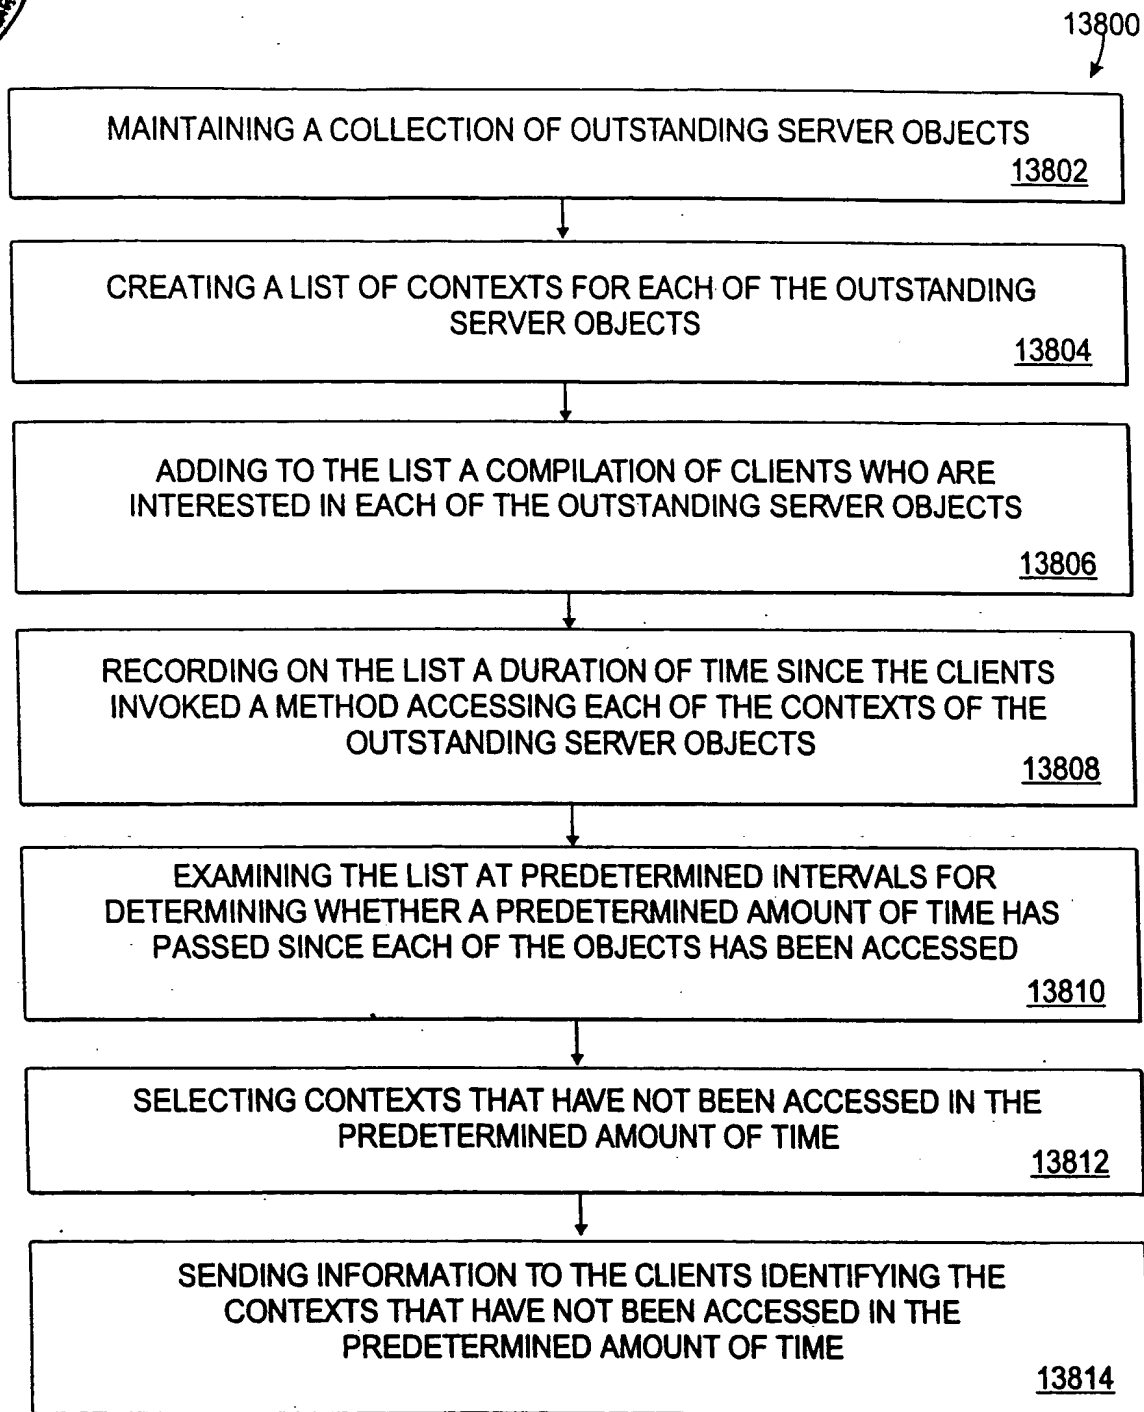 13800
MAINTAINING A COLLECTION OF OUTSTANDING SERVER OBJECTS
13802
CREATING A LIST OF CONTEXTS FOR EACH OF THE OUTSTANDING
SERVER OBJECTS
13804
ADDING TO THE LIST A COMPILATION OF CLIENTS WHO ARE
INTERESTED IN EACH OF THE OUTSTANDING SERVER OBJECTS
13806
RECORDING ON THE LIST A DURATION OF TIME SINCE THE CLIENTS
INVOKED A METHOD ACCESSING EACH OF THE CONTEXTS OF THE
OUTSTANDING SERVER OBJECTS
13808
EXAMINING THE LIST AT PREDETERMINED INTERVALS FOR
DETERMINING WHETHER A PREDETERMINED AMOUNT OF TIME HAS
PASSED SINCE EACH OF THE OBJECTS HAS BEEN ACCESSED
13810
SELECTING CONTEXTS THAT HAVE NOT BEEN ACCESSED IN THE
PREDETERMINED AMOUNT OF TIME
13812
SENDING INFORMATION TO THE CLIENTS IDENTIFYING THE
CONTEXTS THAT HAVE NOT BEEN ACCESSED IN THE
PREDETERMINED AMOUNT OF TIME
13814